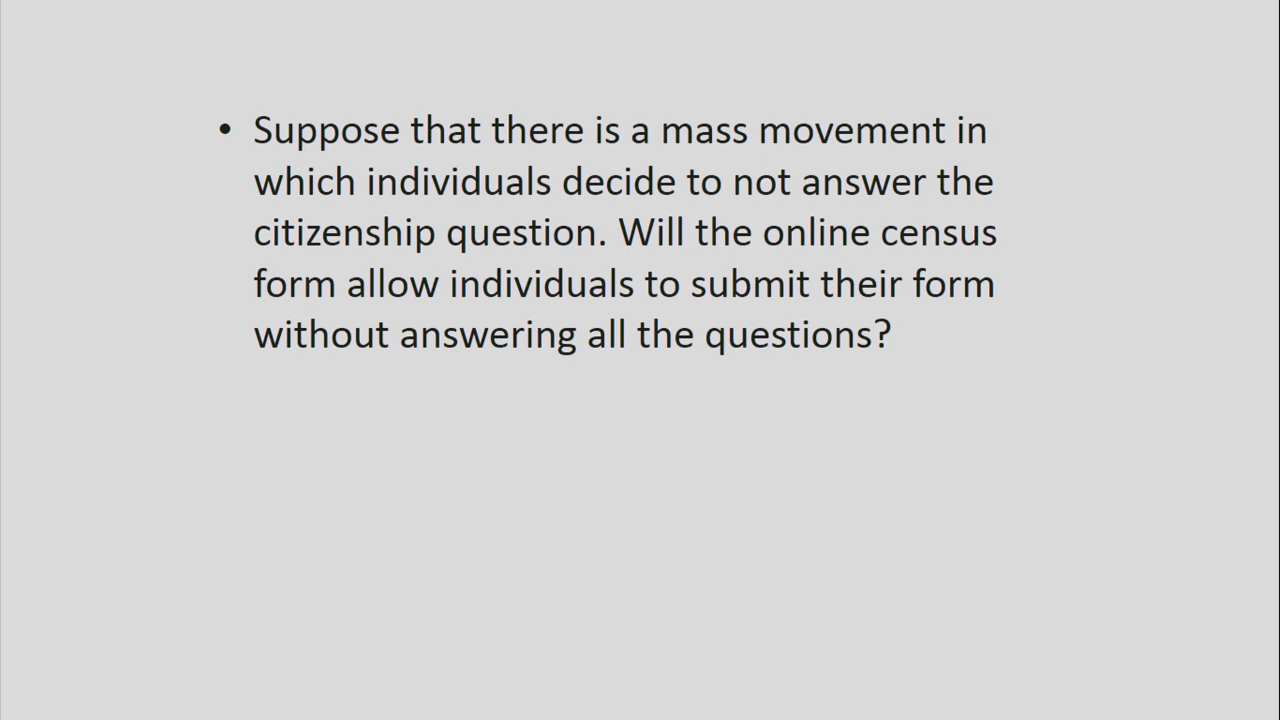 • Suppose that there is a mass movement in
which individuals decide to not answer the
citizenship question. Will the online census
form allow individuals to submit their form
without answering all the questions?